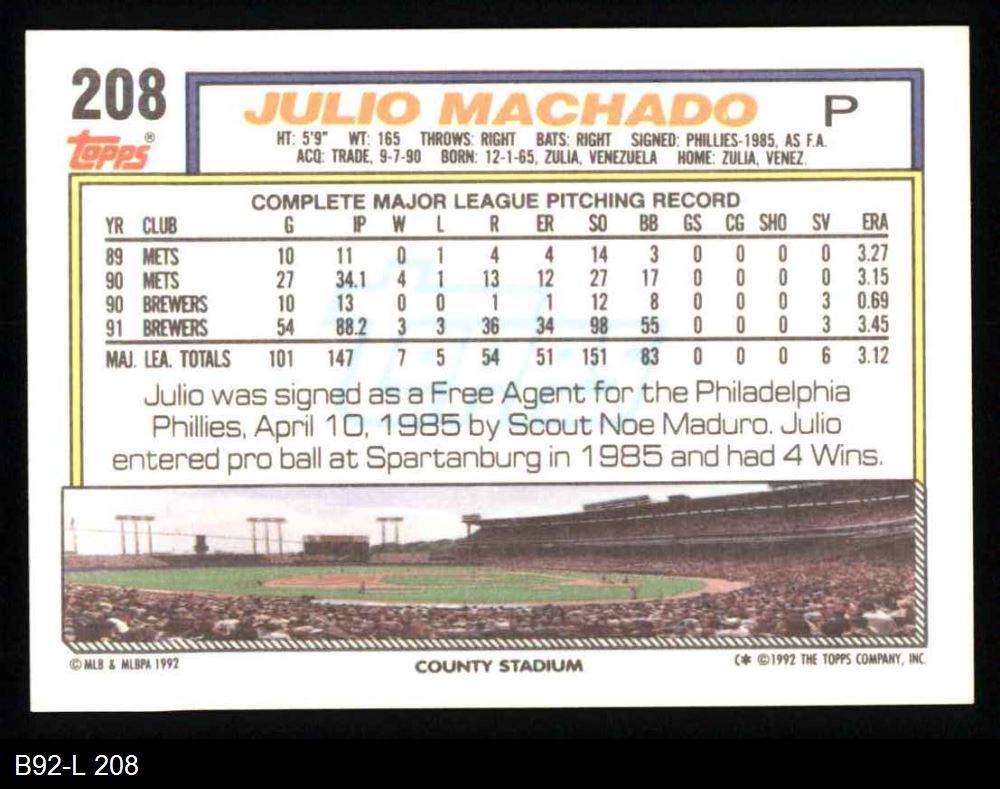 208
Topps®
JULIO MACHADO P
HT: 5'9" WT: 165 THROWS: RIGHT BATS: RIGHT SIGNED: PHILLIES-1985, AS F.A.
ACQ: TRADE, 9-7-90 BORN: 12-1-65, ZULIA, VENEZUELA HOME: ZULIA, VENEZ.
COMPLETE MAJOR LEAGUE PITCHING RECORD
YR CLUB G IP W L R ER SO BB GS CG SHO SV ERA
89 METS 10 11 0 1 4 4 14 3 0 0 0 0 3.27
90 METS 27 34.1 4 1 13 12 27 17 0 0 0 0 3.15
90 BREWERS 10 13 0 0 1 1 12 8 0 0 0 3 0.69
91 BREWERS 54 88.2 3 3 36 34 98 55 0 0 0 3 3.45
MAJ. LEA. TOTALS 101 147 7 5 54 51 151 83 0 0 0 6 3.12
Julio was signed as a Free Agent for the Philadelphia
Phillies, April 10, 1985 by Scout Noe Maduro. Julio
entered pro ball at Spartanburg in 1985 and had 4 Wins.
© MLB & MLBPA 1992 COUNTY STADIUM C* ©1992 THE TOPPS COMPANY, INC.
B92-L 208